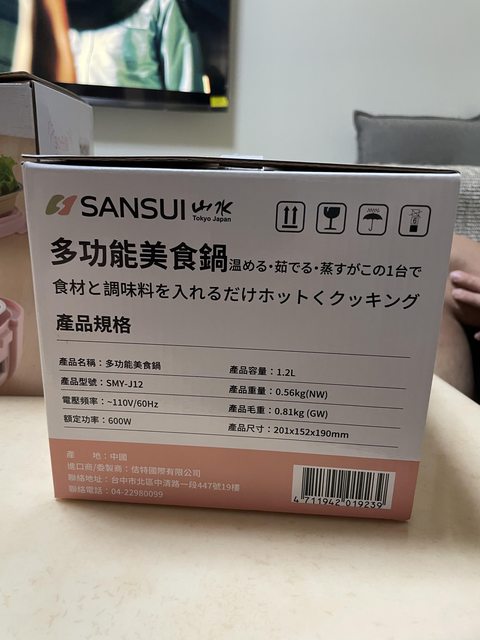 SANSUI 山水
Tokyo Japan
多功能美食鍋 温める・茹でる・蒸すがこの1台で
食材と調味料を入れるだけホットくクッキング
產品規格
產品名稱：多功能美食鍋
產品型號：SMY-J12
電壓頻率：~110V/60Hz
額定功率：600W
產品容量：1.2L
產品重量：0.56kg(NW)
產品毛重：0.81kg (GW)
產品尺寸：201x152x190mm
產 地：中國
進口商/委製商：信特國際有限公司
聯絡地址：台中市北區中清路一段447號19樓
聯絡電話：04-22980099
4 711942 019239